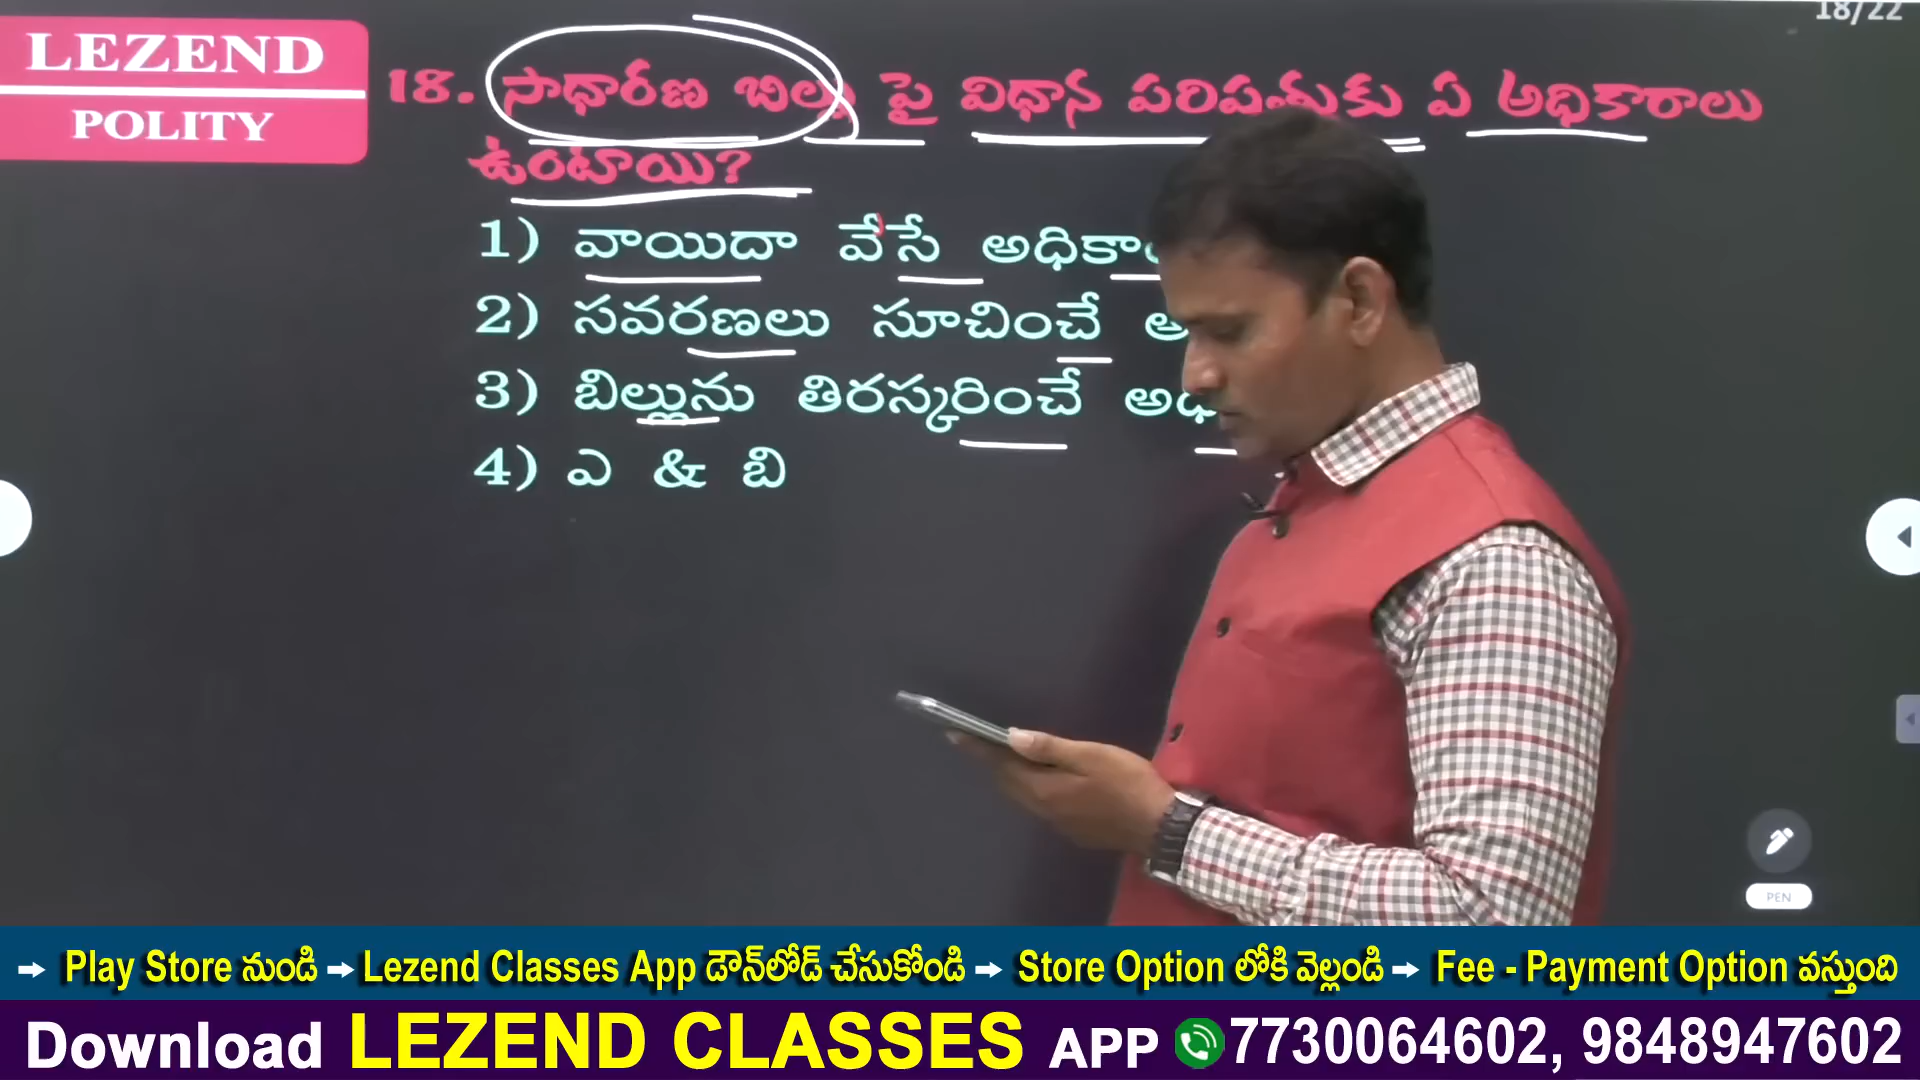 18/22
LEZEND
POLITY
18. సాధారణ బిల్లు పై విధాన పరిషత్‌కు ఏ అధికారాలు
ఉంటాయి?
1) వాయిదా వేసే
2) సవరణలు సూచించే
3) బిల్లును తిరస్కరించే
4) ఎ & బి
PEN
→ Play Store నుండి → Lezend Classes App డౌన్‌లోడ్ చేసుకోండి → Store Option లోకి వెల్లండి → Fee - Payment Option వస్తుంది
Download LEZEND CLASSES APP 7730064602, 9848947602